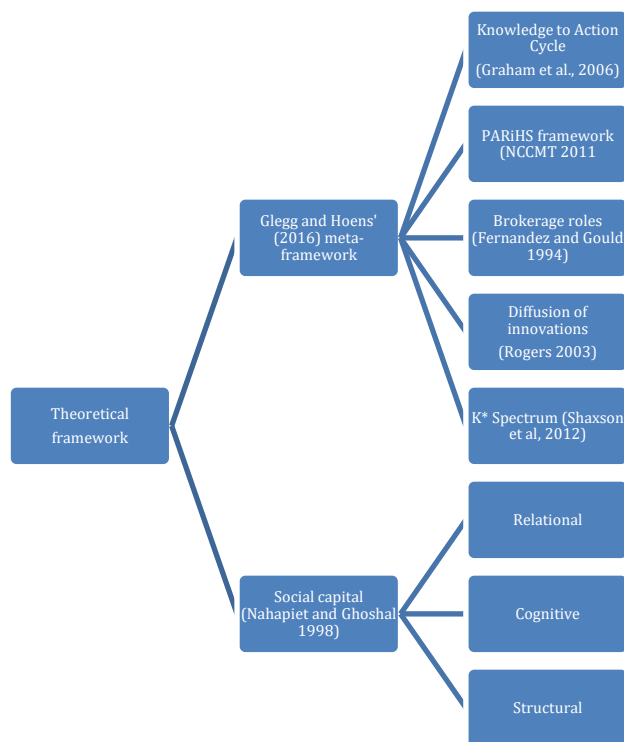 Knowledge to Action
Cycle
(Graham et al., 2006)
PARiHS framework
(NCCMT 2011
Glegg and Hoens'
(2016) meta-
framework
Brokerage roles
(Fernandez and Gould
1994)
Diffusion of
innovations
(Rogers 2003)
Theoretical
framework
K* Spectrum (Shaxson
et al, 2012)
Relational
Social capital
(Nahapiet and Ghoshal
1998)
Cognitive
Structural